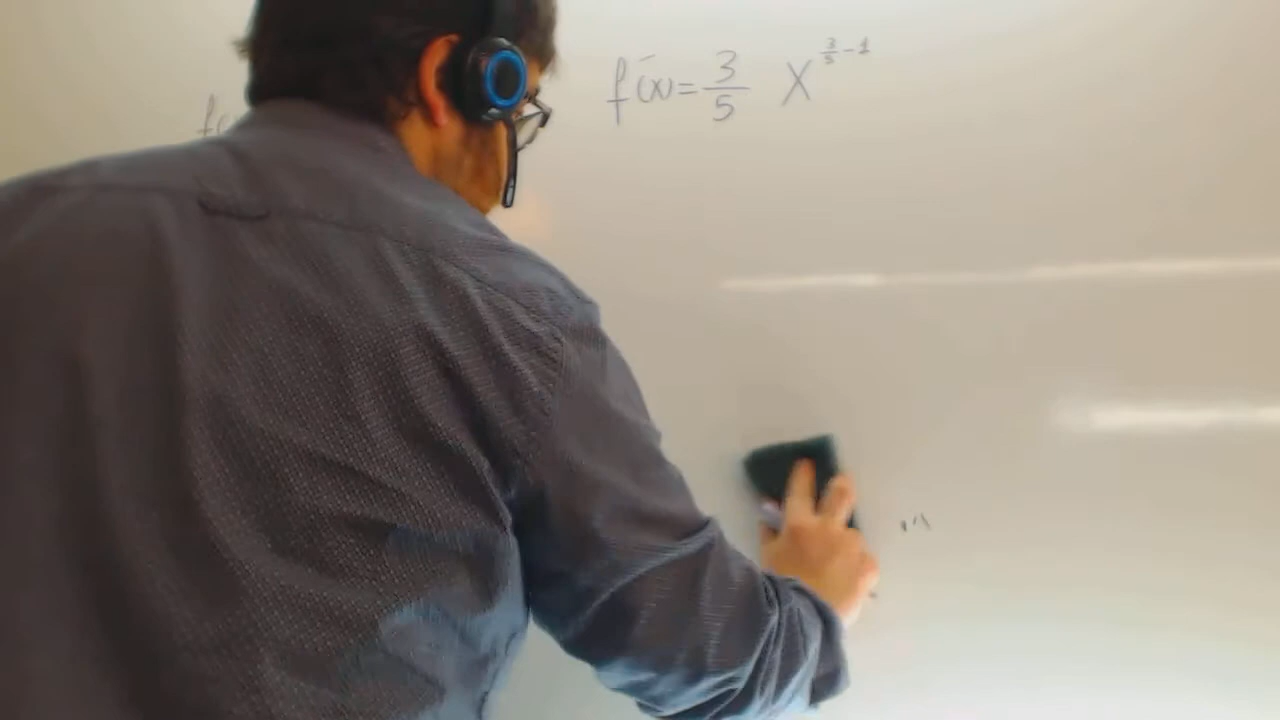 f'(x) = 3/5 x^(3/5 - 1)